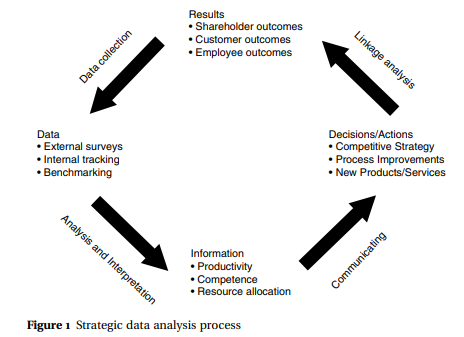 Results
• Shareholder outcomes
• Customer outcomes
• Employee outcomes
Data collection
Linkage analysis
Data
• External surveys
• Internal tracking
• Benchmarking
Decisions/Actions
• Competitive Strategy
• Process Improvements
• New Products/Services
Analysis and Interpretation
Communicating
Information
• Productivity
• Competence
• Resource allocation
Figure 1 Strategic data analysis process